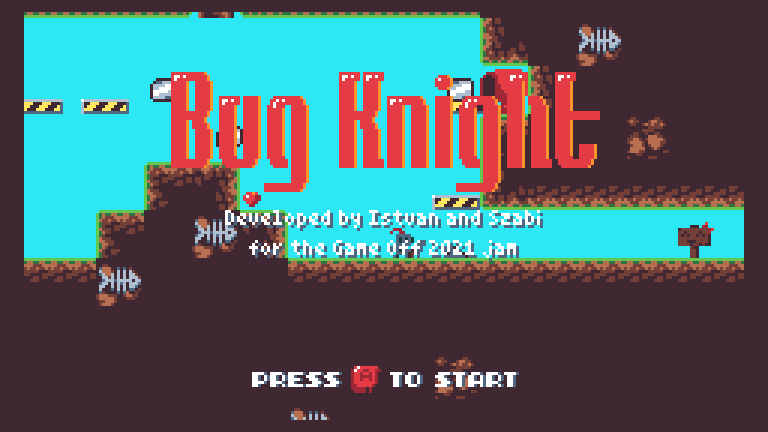 Bug Knight
Developed by Istvan and Szabi
for the Game Off 2021 jam
PRESS A TO START